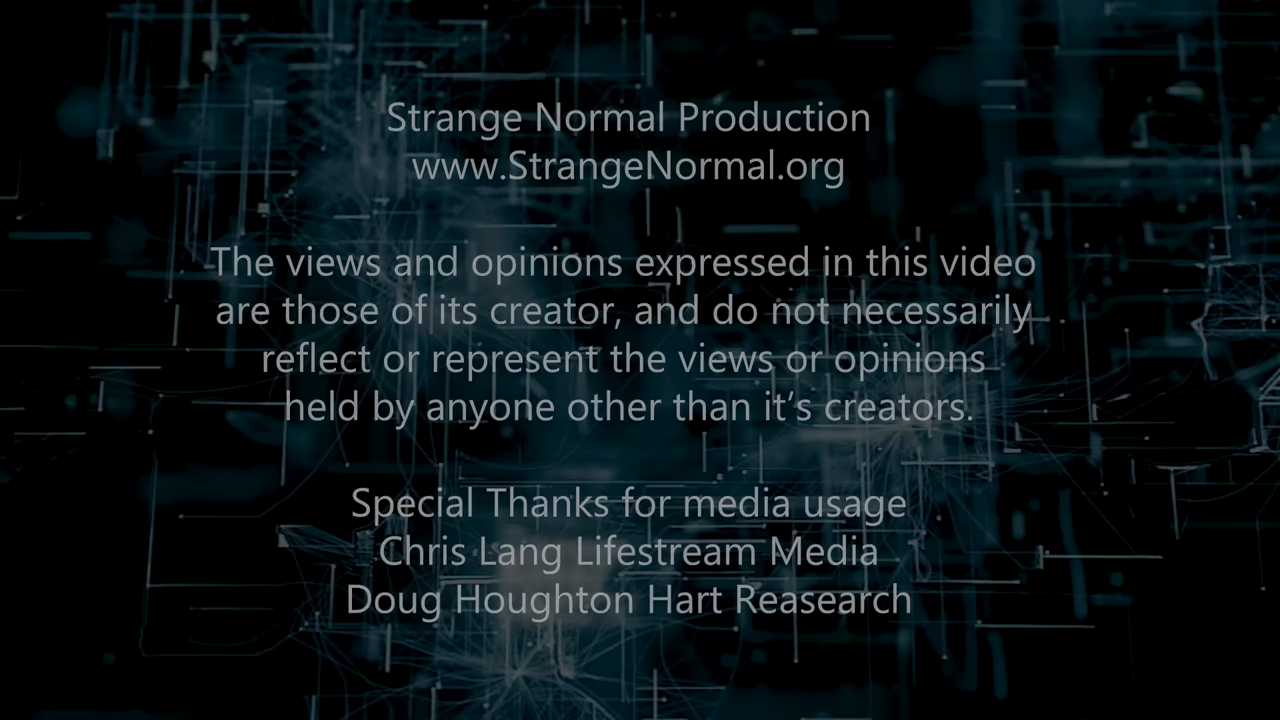 Strange Normal Production
www.StrangeNormal.org
The views and opinions expressed in this video
are those of its creator, and do not necessarily
reflect or represent the views or opinions
held by anyone other than it’s creators.
Special Thanks for media usage
Chris Lang Lifestream Media
Doug Houghton Hart Reasearch